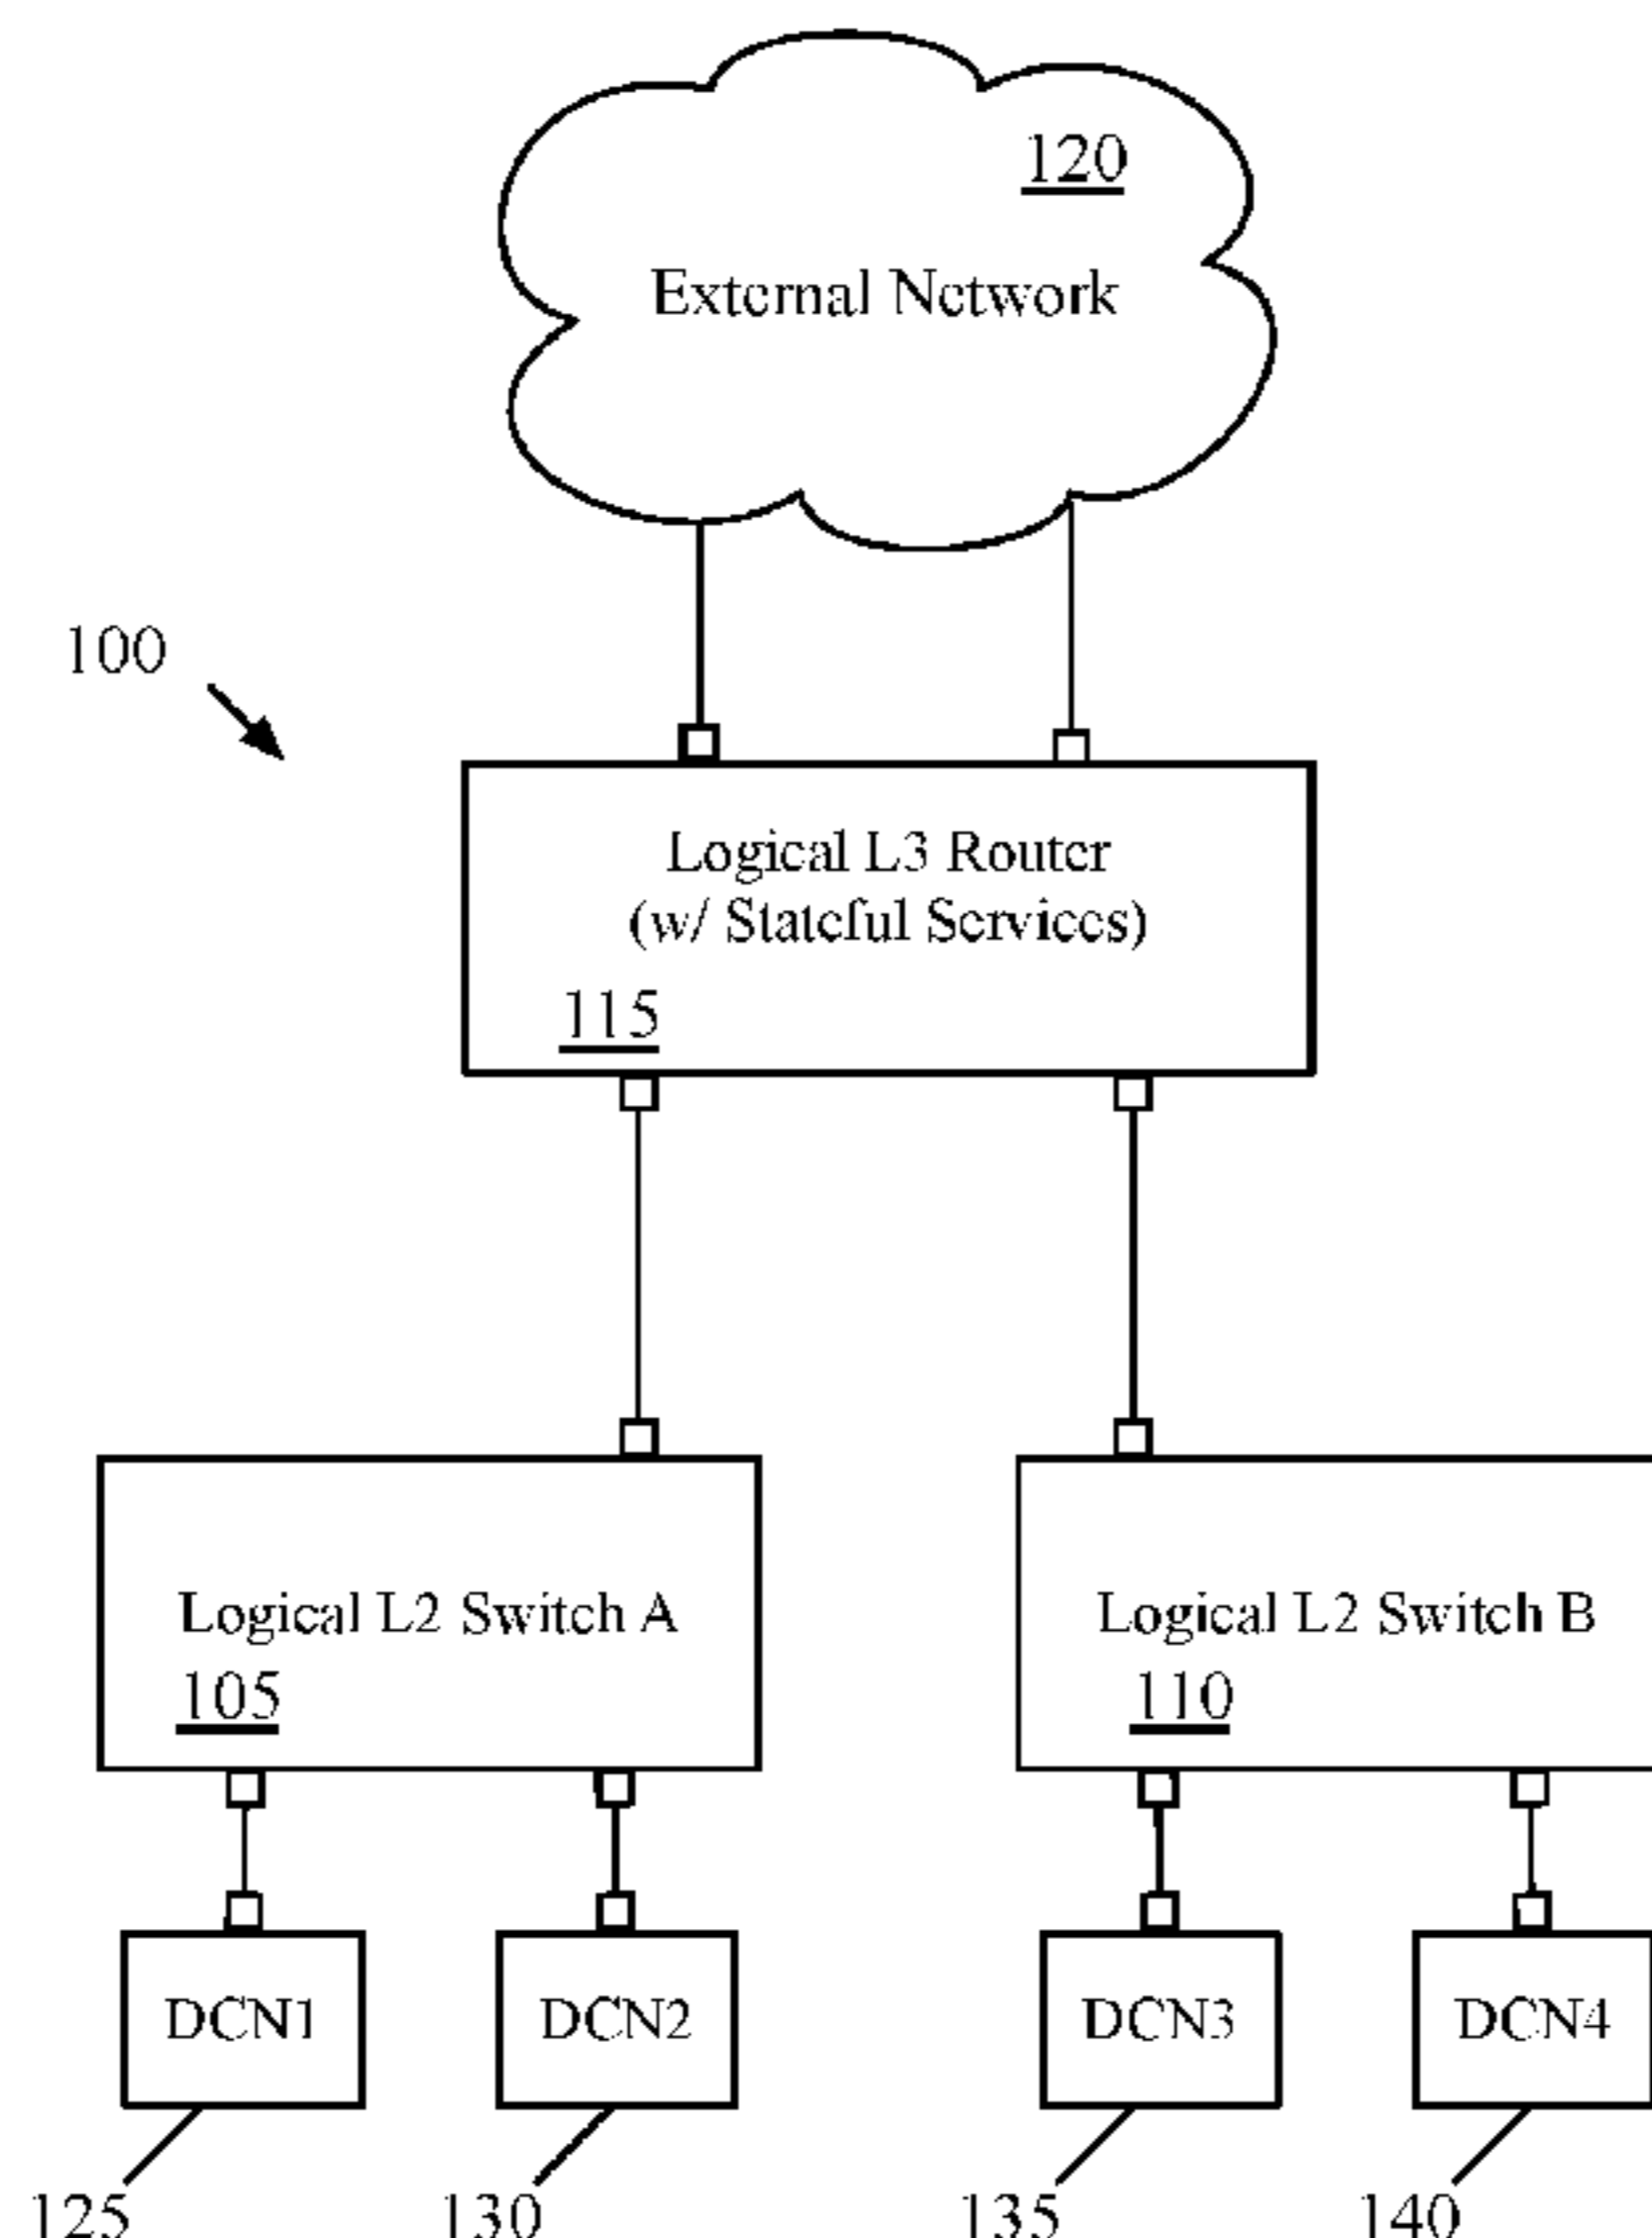 120
External Network
100
Logical L3 Router
(w/ Stateful Services)
115
Logical L2 Switch A
105
Logical L2 Switch B
110
DCN1
DCN2
DCN3
DCN4
125
130
135
140